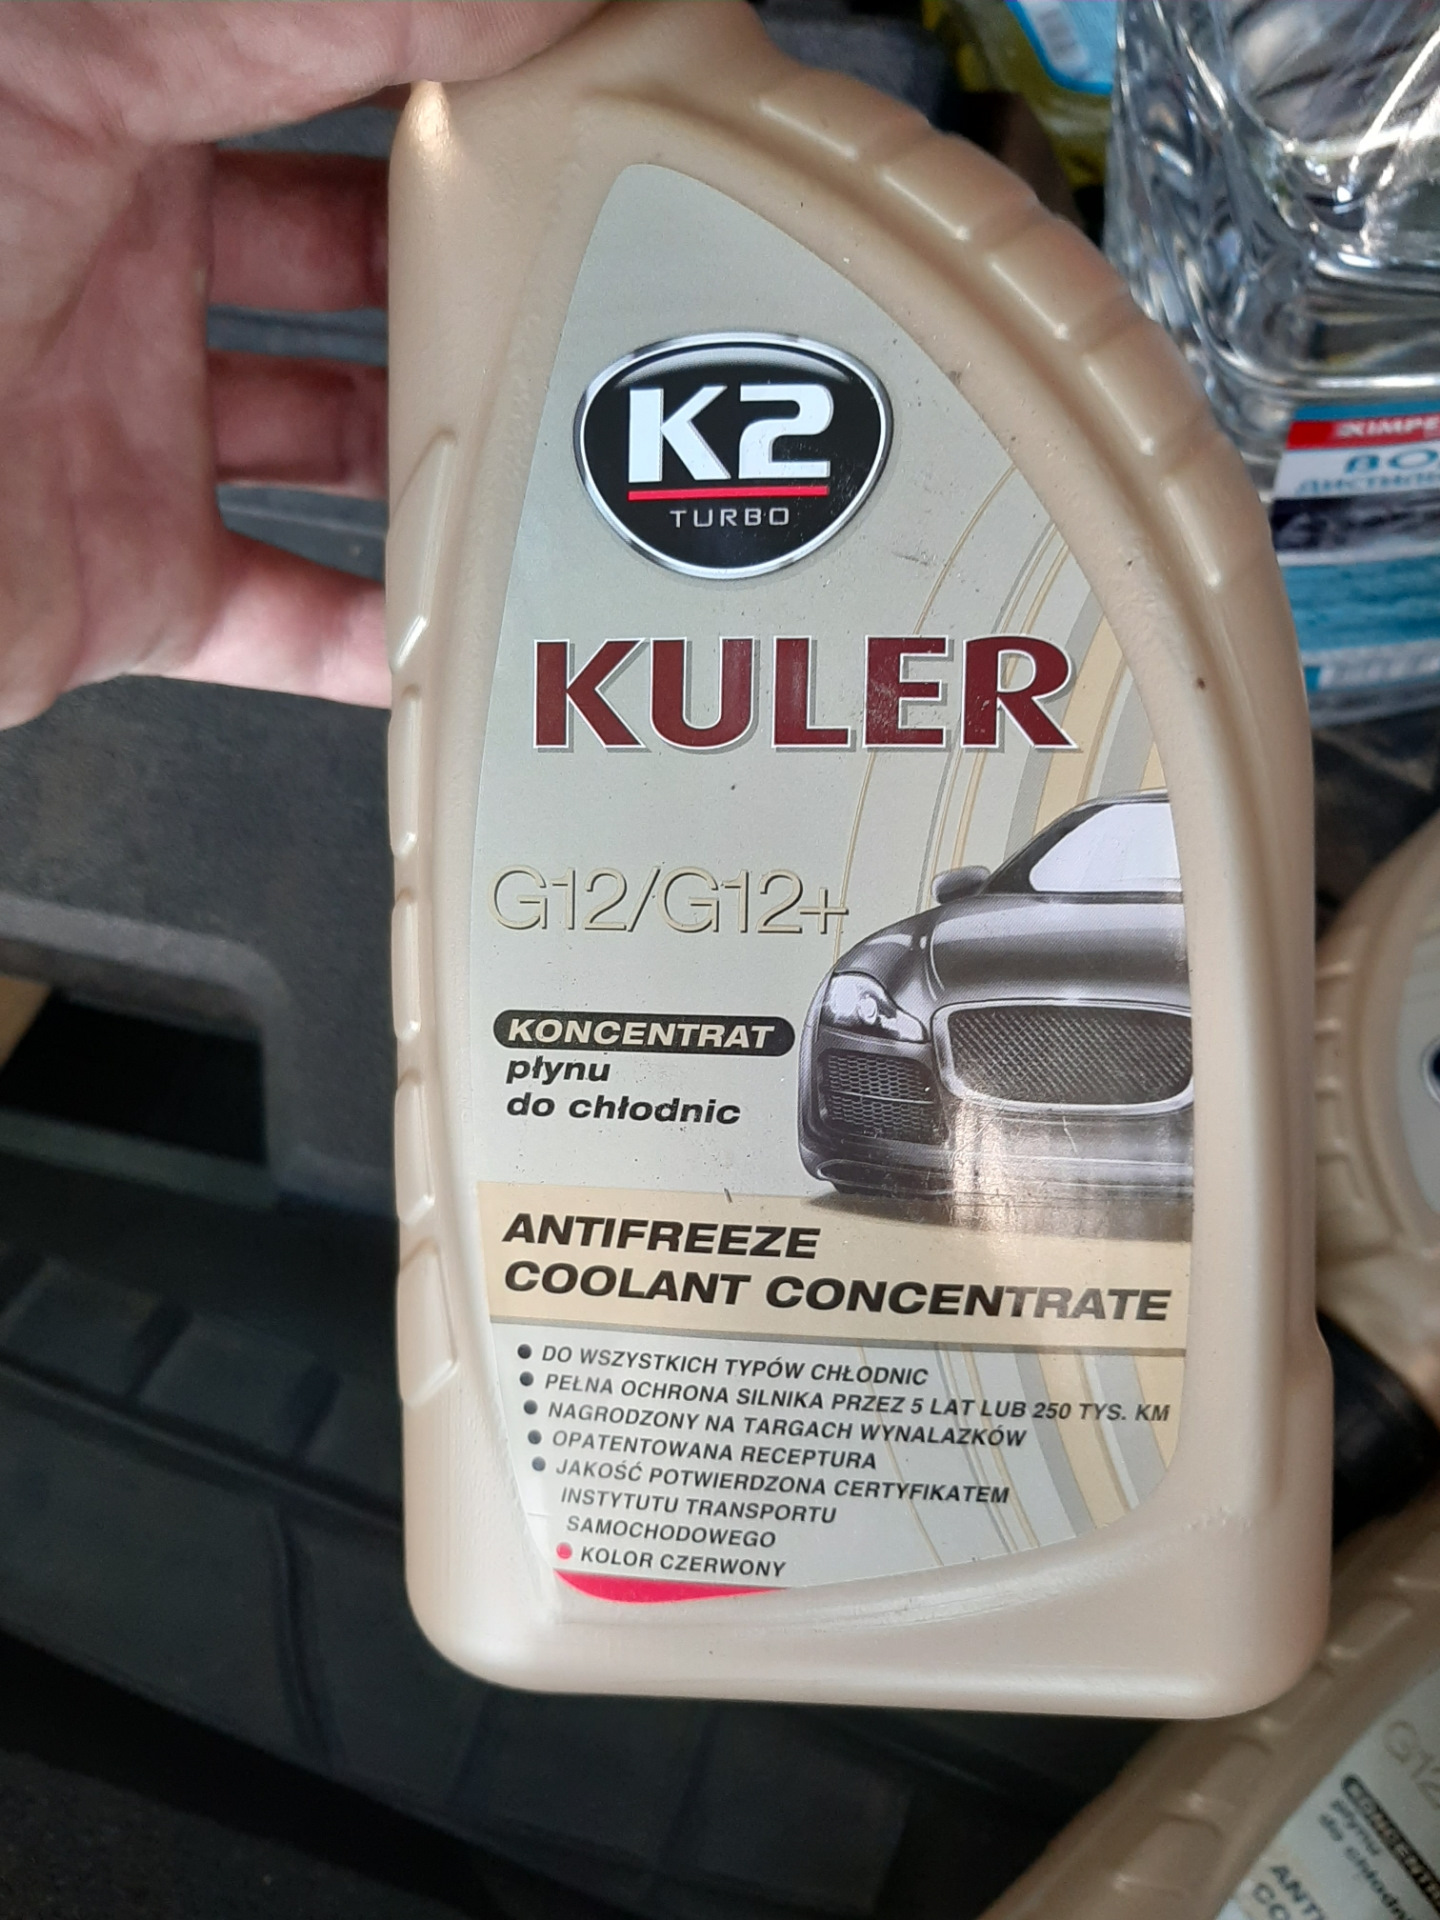 K2
TURBO
KULER
G12/G12+
KONCENTRAT
płynu
do chłodnic
ANTIFREEZE
COOLANT CONCENTRATE
DO WSZYSTKICH TYPÓW CHŁODNIC
PEŁNA OCHRONA SILNIKA PRZEZ 5 LAT LUB 250 TYS. KM
NAGRODZONY NA TARGACH WYNALAZKÓW
OPATENTOWANA RECEPTURA
JAKOŚĆ POTWIERDZONA CERTYFIKATEM
INSTYTUTU TRANSPORTU
SAMOCHODOWEGO
KOLOR CZERWONY
płynu